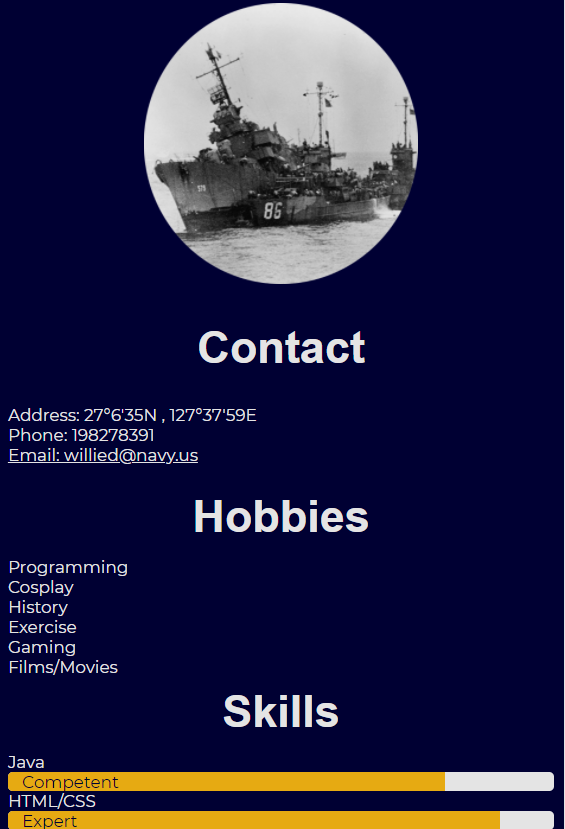 579
86
Contact
Address: 27°6'35N , 127°37'59E
Phone: 198278391
Email: willied@navy.us
Hobbies
Programming
Cosplay
History
Exercise
Gaming
Films/Movies
Skills
Java
Competent
HTML/CSS
Expert